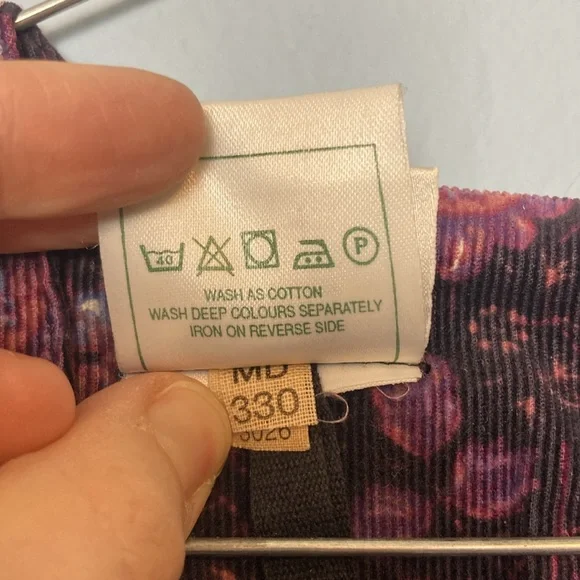 40 P
WASH AS COTTON
WASH DEEP COLOURS SEPARATELY
IRON ON REVERSE SIDE
MD
330